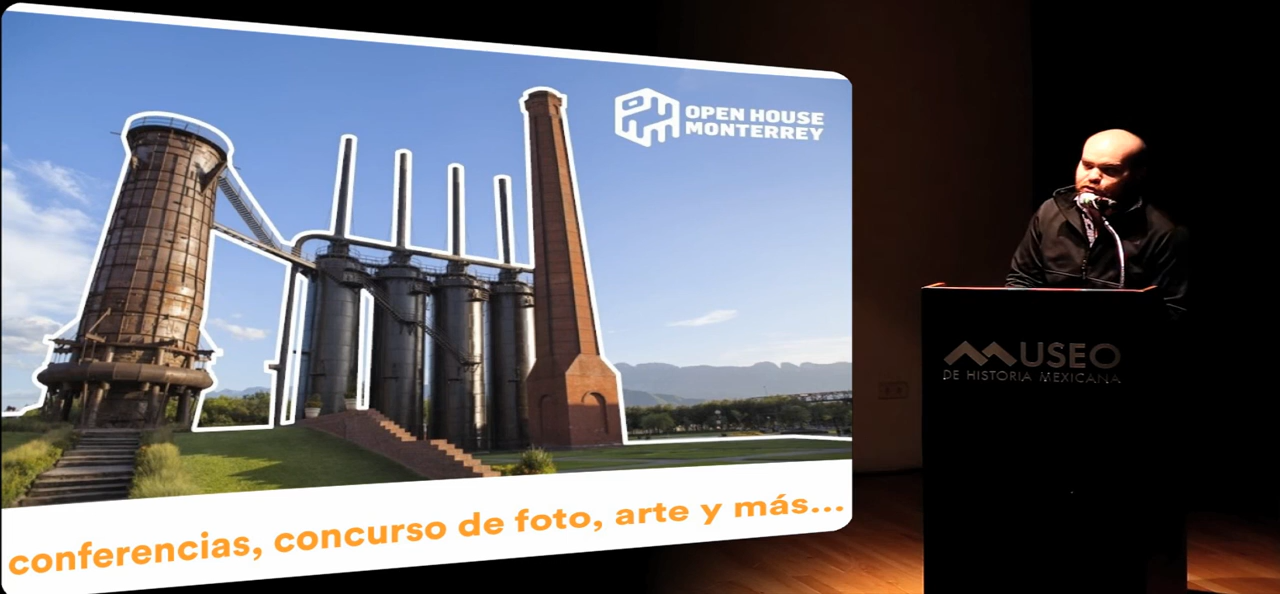 OPEN HOUSE
MONTERREY
conferencias, concurso de foto, arte y más...
MUSEO
DE HISTORIA MEXICANA